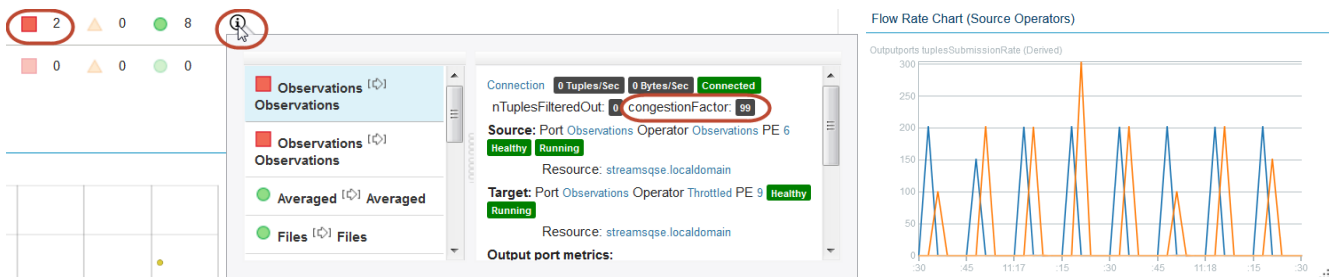 2 0 8
0 0 0
Observations
Observations
Observations
Observations
Averaged Averaged
Files Files
Connection 0 Tuples/Sec 0 Bytes/Sec Connected
nTuplesFilteredOut: 0 congestionFactor: 99
Source: Port Observations Operator Observations PE 6
Healthy Running
Resource: streamsqse.localdomain
Target: Port Observations Operator Throttled PE 9 Healthy
Running
Resource: streamsqse.localdomain
Output port metrics:
Flow Rate Chart (Source Operators)
Outputports tuplesSubmissionRate (Derived)
300
250
200
150
100
50
0
:30 :45 11:17 :15 :30 :45 11:18 :15 :30